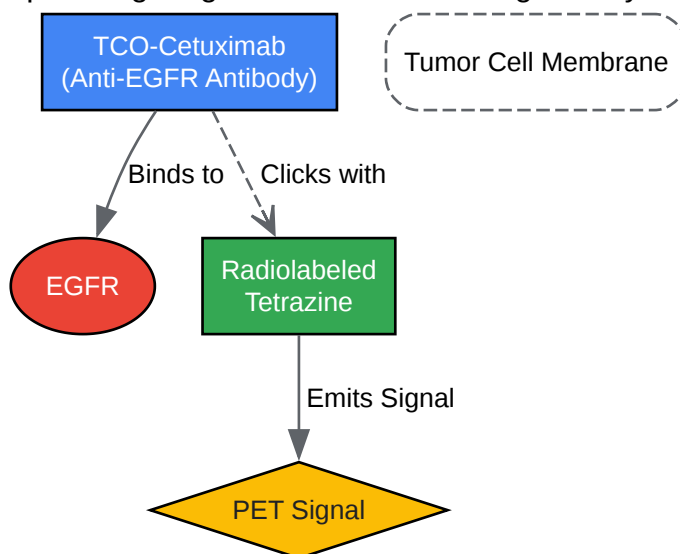 TCO-Cetuximab
(Anti-EGFR Antibody)
Tumor Cell Membrane
Binds to
Clicks with
EGFR
Radiolabeled
Tetrazine
Emits Signal
PET Signal